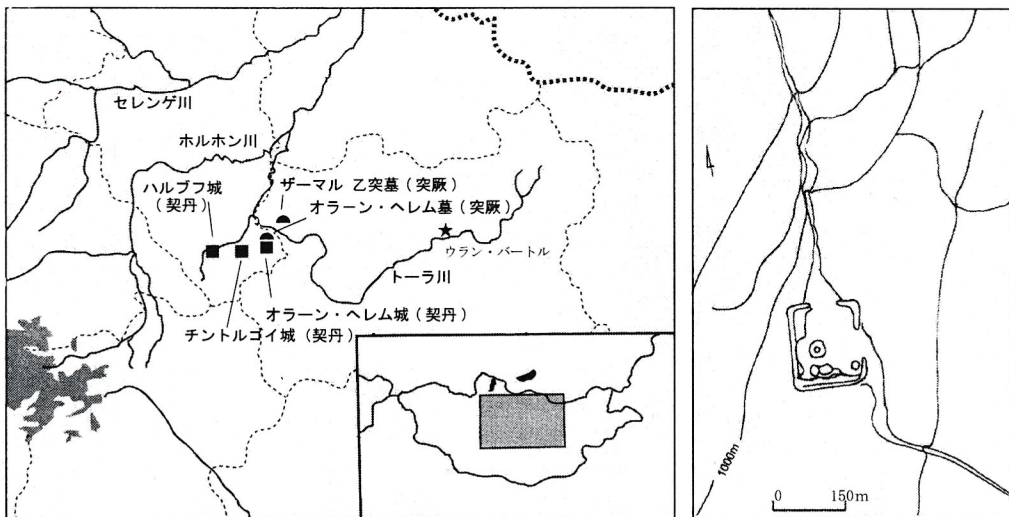 セレンゲ川
ホルホン川
ハルブフ城
（契丹）
ザーマル 乙突墓（突厥）
オラーン・ヘレム墓（突厥）
ウラン・バートル
トーラ川
オラーン・ヘレム城（契丹）
チントルゴイ城（契丹）
1000m
0 150m